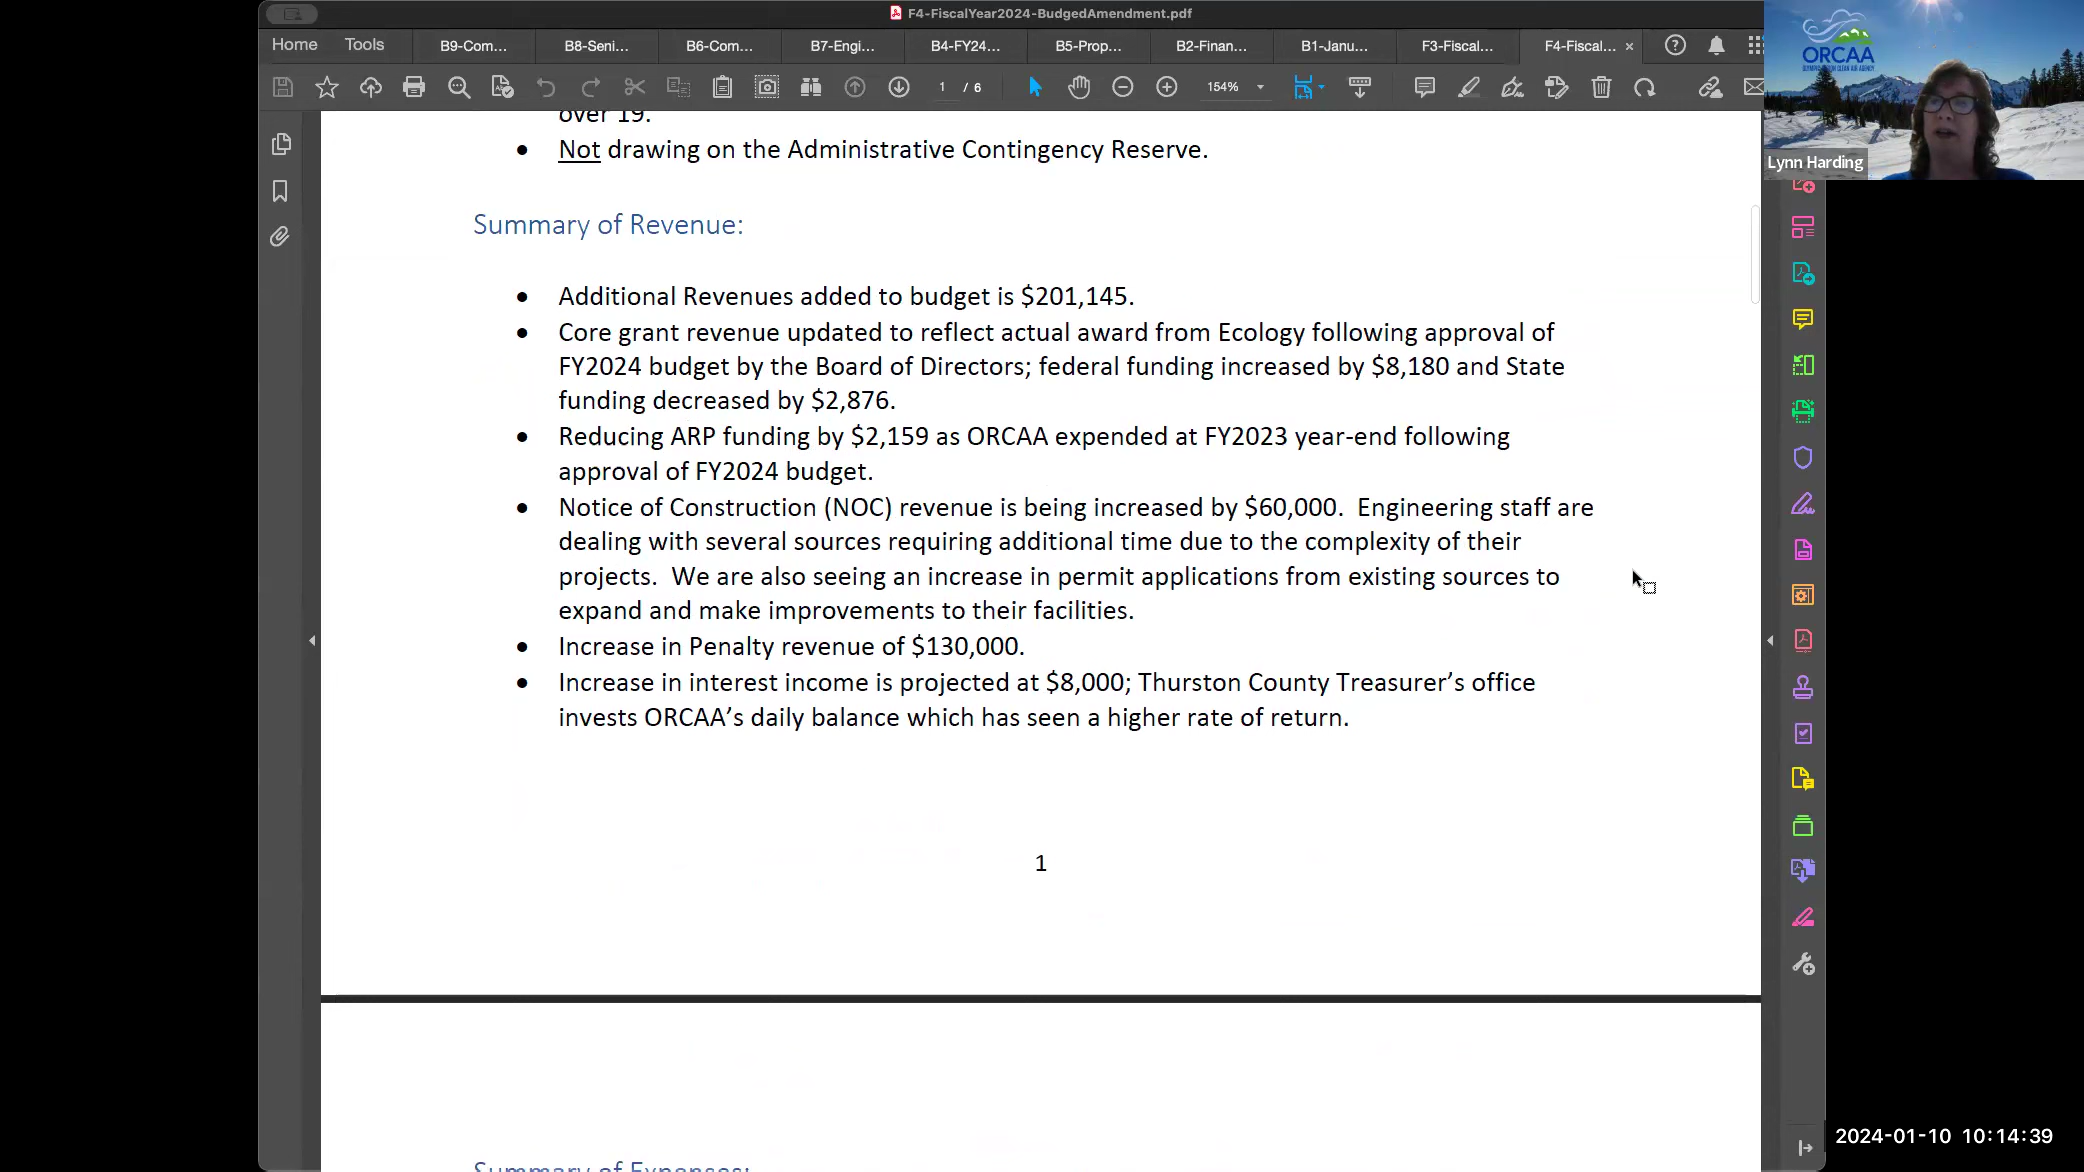 F4-FiscalYear2024-BudgedAmendment.pdf
Home Tools B9-Com... B8-Seni... B6-Com... B7-Engi... B4-FY24... B5-Prop... B2-Finan... B1-Janu... F3-Fiscal... F4-Fiscal... ×
1 / 6 154%
ORCAA
Lynn Harding
over 19.
• Not drawing on the Administrative Contingency Reserve.
Summary of Revenue:
• Additional Revenues added to budget is $201,145.
• Core grant revenue updated to reflect actual award from Ecology following approval of
FY2024 budget by the Board of Directors; federal funding increased by $8,180 and State
funding decreased by $2,876.
• Reducing ARP funding by $2,159 as ORCAA expended at FY2023 year-end following
approval of FY2024 budget.
• Notice of Construction (NOC) revenue is being increased by $60,000.  Engineering staff are
dealing with several sources requiring additional time due to the complexity of their
projects.  We are also seeing an increase in permit applications from existing sources to
expand and make improvements to their facilities.
• Increase in Penalty revenue of $130,000.
• Increase in interest income is projected at $8,000; Thurston County Treasurer’s office
invests ORCAA’s daily balance which has seen a higher rate of return.
1
Summary of Expenses:
2024-01-10 10:14:39